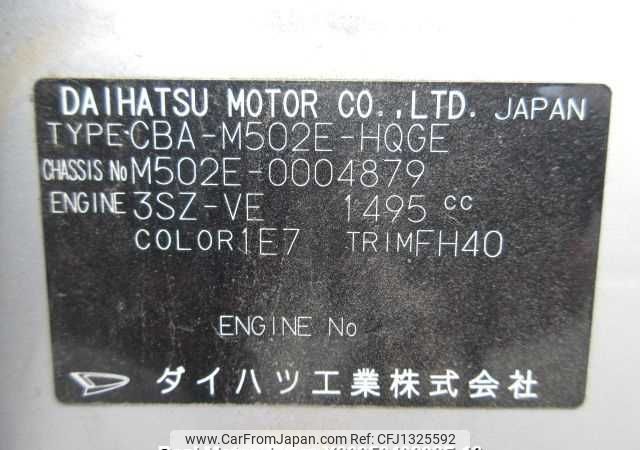 DAIHATSU MOTOR CO.,LTD. JAPAN
TYPE CBA-M502E-HQGE
CHASSIS No M502E-0004879
ENGINE 3SZ-VE 1495 cc
COLOR 1E7 TRIM FH40
ENGINE No
ダイハツ工業株式会社
www.CarFromJapan.com - CFJ1325592